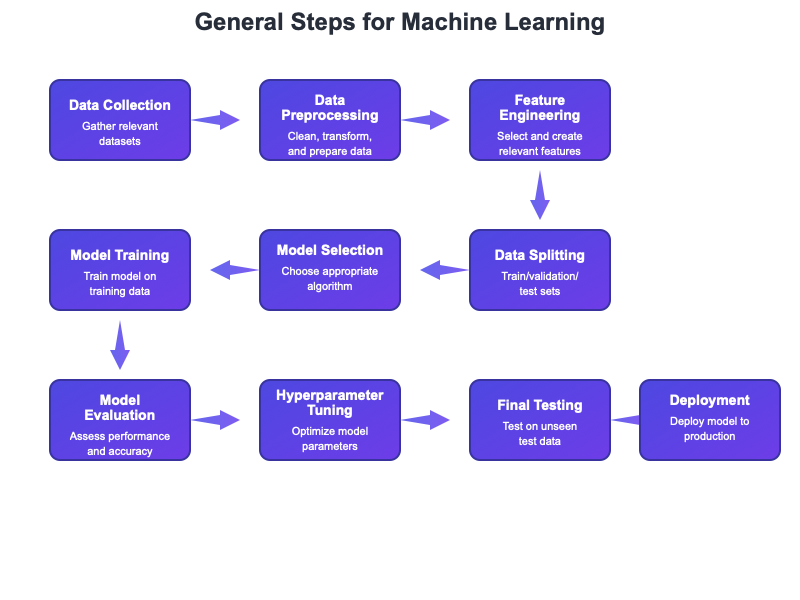 General Steps for Machine Learning
Data Collection
Gather relevant
datasets
Data
Preprocessing
Clean, transform,
and prepare data
Feature
Engineering
Select and create
relevant features
Data Splitting
Train/validation/
test sets
Model Selection
Choose appropriate
algorithm
Model Training
Train model on
training data
Model
Evaluation
Assess performance
and accuracy
Hyperparameter
Tuning
Optimize model
parameters
Final Testing
Test on unseen
test data
Deployment
Deploy model to
production